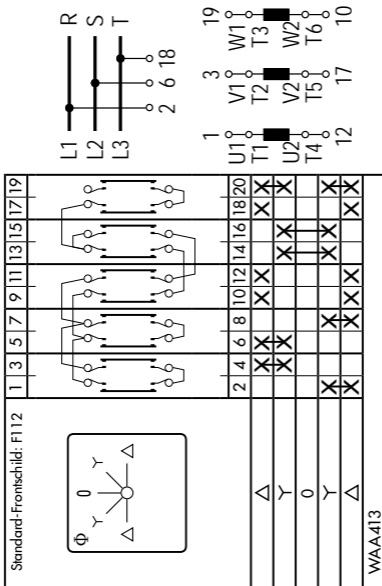 Standard-Frontschild: F112
0
1 3 5 7 9 11 13 15 17 19
2 4 6 8 10 12 14 16 18 20
Δ
Y
0
Y
Δ
WAA413
L1 R
L2 S
L3 T
2 6 18
1 U1 T1 U2 T4 12
3 V1 T2 V2 T5 17
19 W1 T3 W2 T6 10